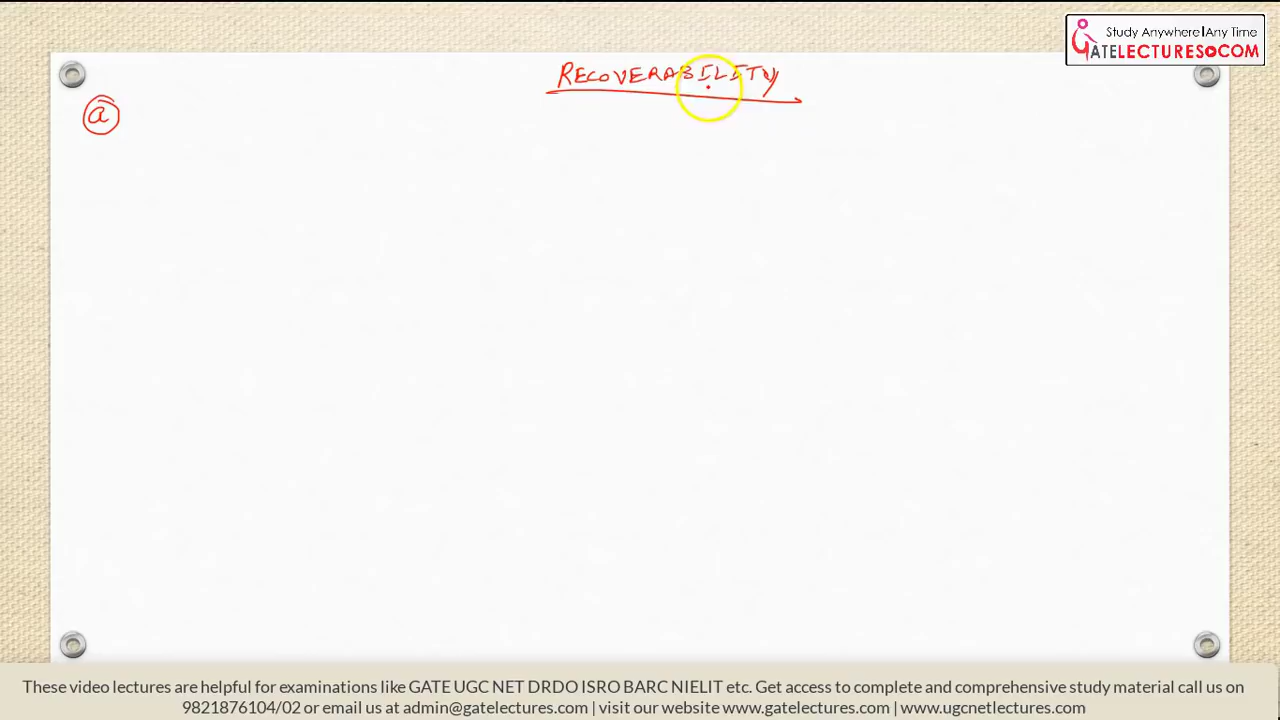 Study Anywhere Any Time
GATELECTURES.COM
RECOVERABILITY
a
These video lectures are helpful for examinations like GATE UGC NET DRDO ISRO BARC NIELIT etc. Get access to complete and comprehensive study material call us on
9821876104/02 or email us at admin@gatelectures.com | visit our website www.gatelectures.com | www.ugcnetlectures.com